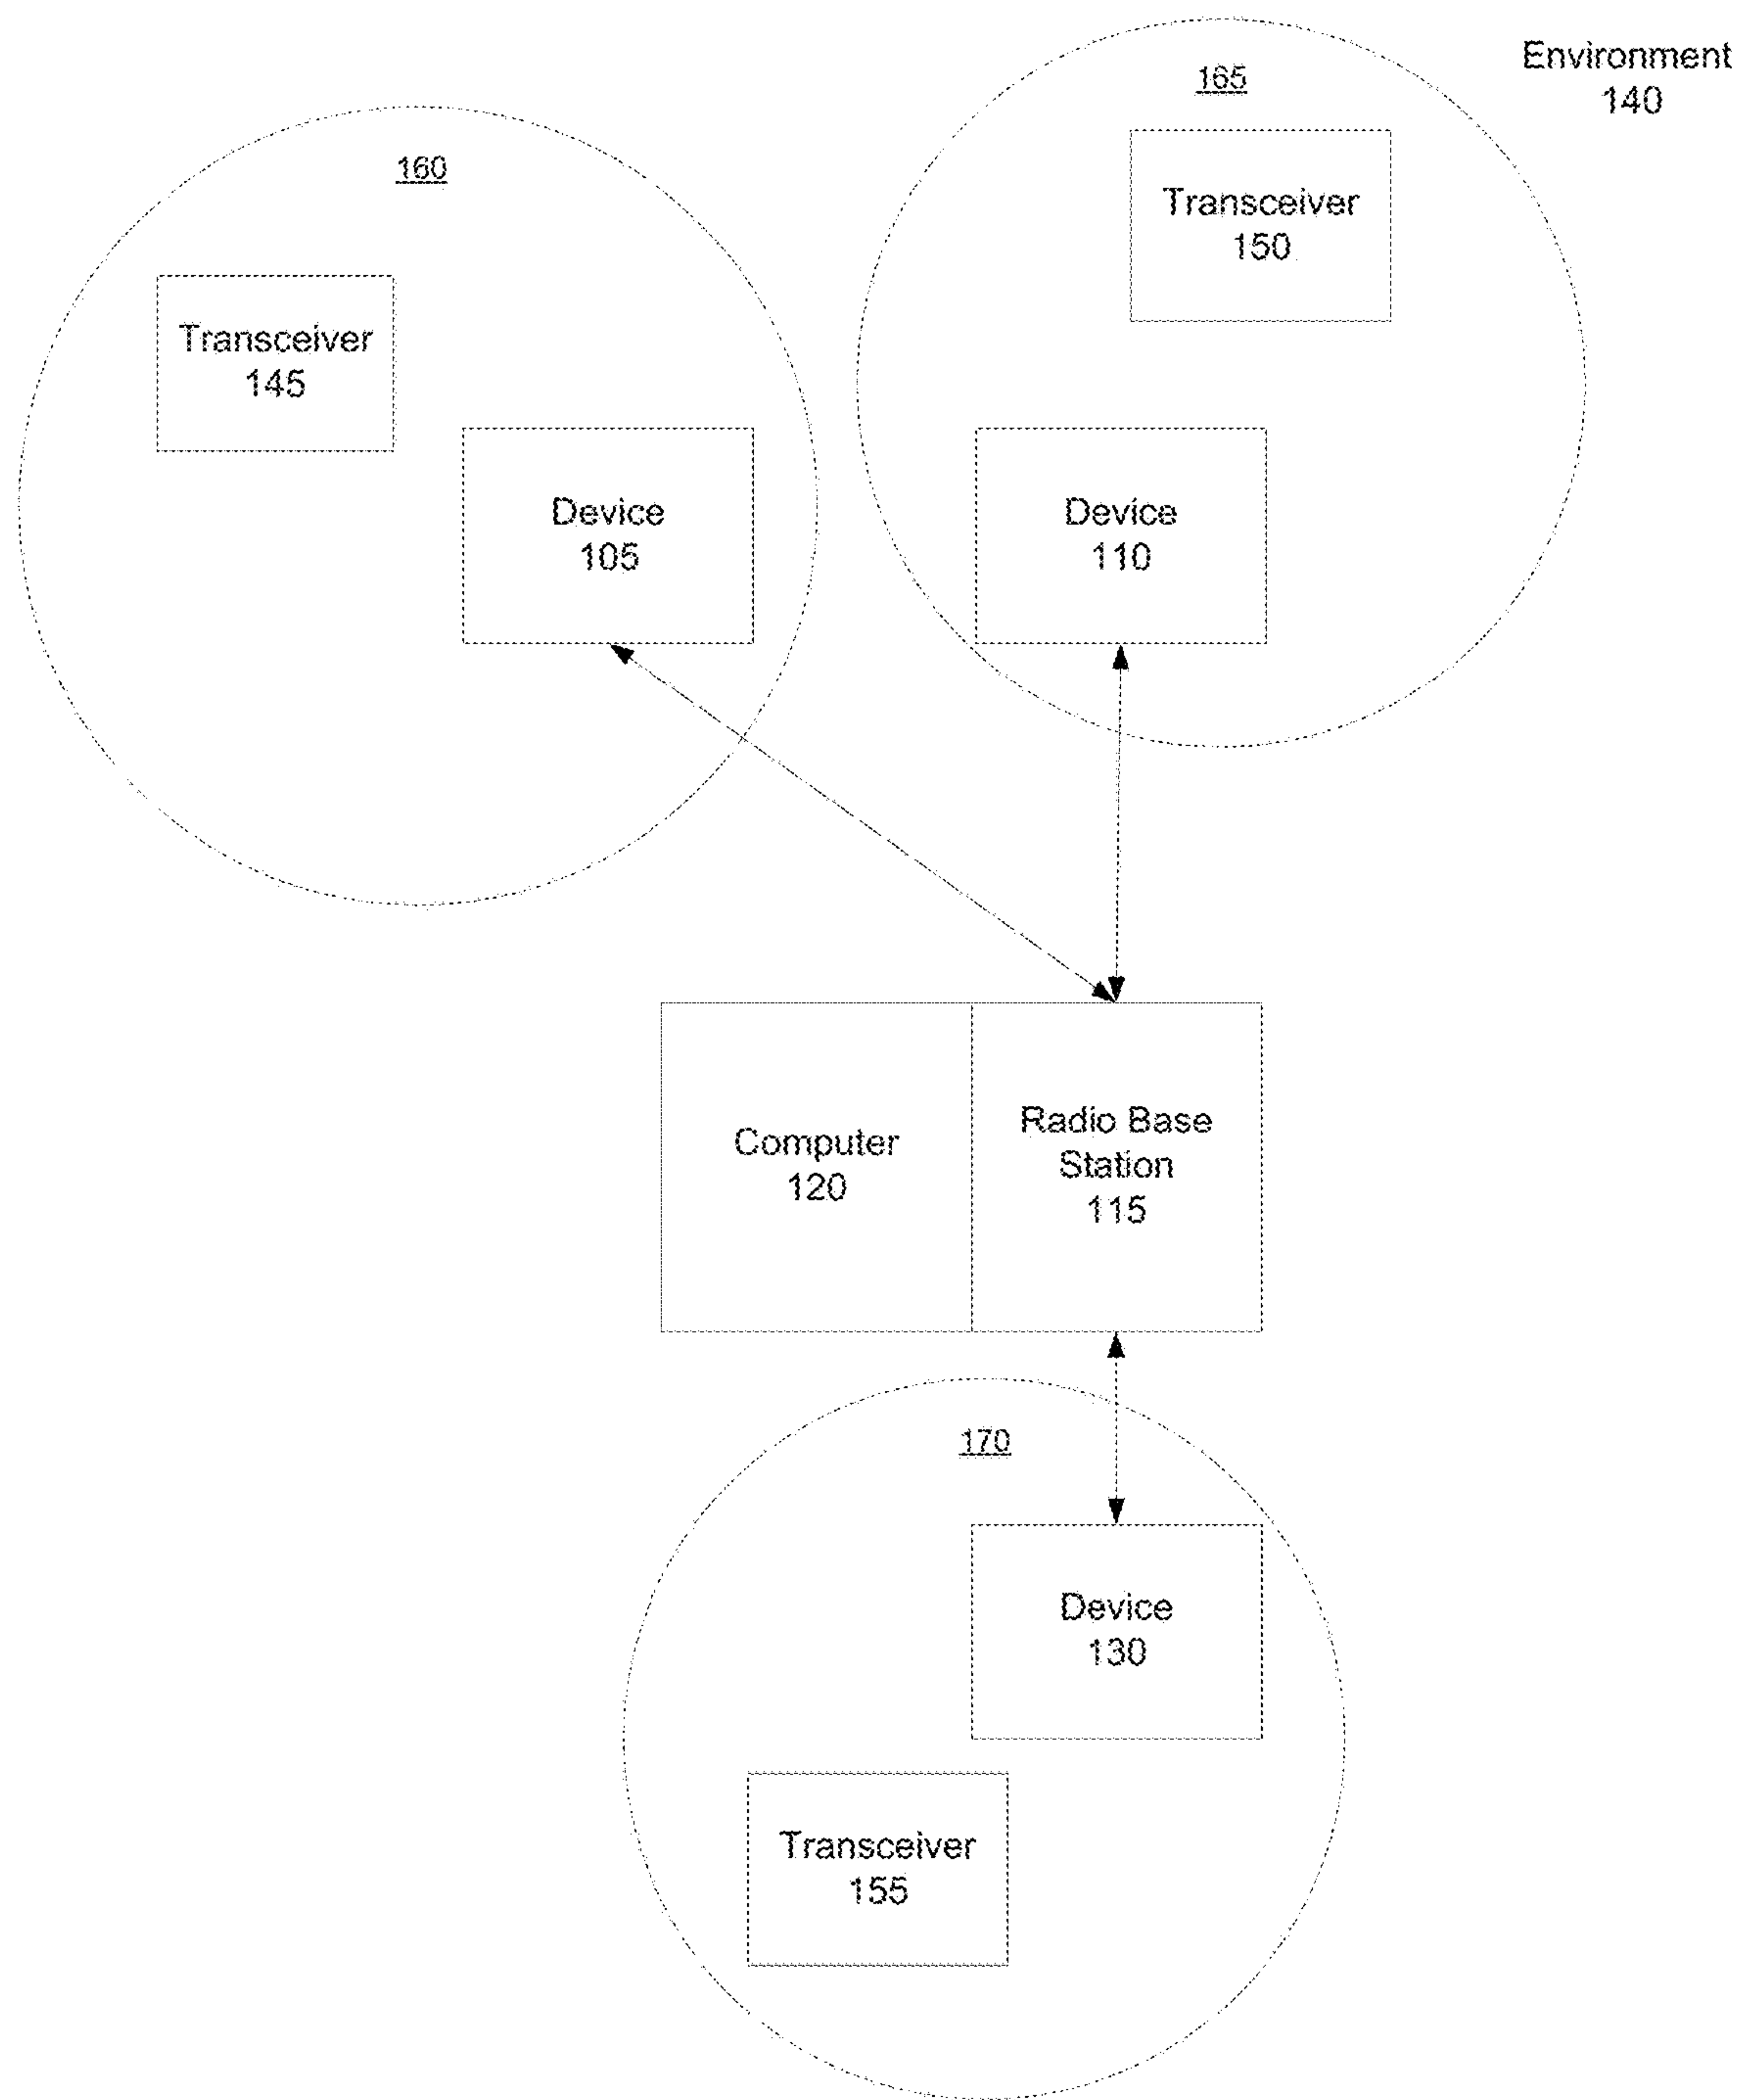 Environment
140
165
160
Transceiver
150
Transceiver
145
Device
105
Device
110
Computer
120
Radio Base
Station
115
170
Device
130
Transceiver
155